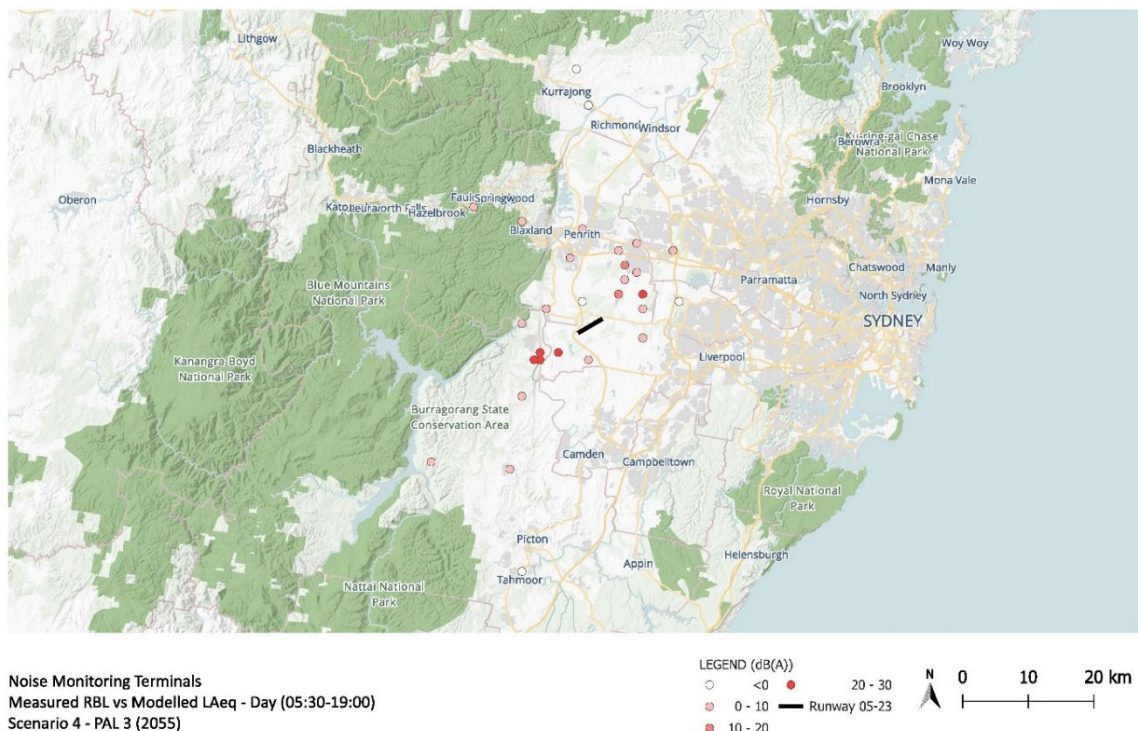 Woy Woy
Lithgow
Brooklyn
Kurrajong
Richmond
Windsor
Ku-ring-gai Chase
National Park
Berowra
Blackheath
Mona Vale
Oberon
Hornsby
Springwood
Hazelbrook
Blaxland
Penrith
Chatswood
Manly
Parramatta
Blue Mountains
National Park
North Sydney
SYDNEY
Liverpool
Kanangra-Boyd
National Park
Burragorang State
Conservation Area
Camden
Campbelltown
Royal National
Park
Picton
Helensburgh
Appin
Tahmoor
Nattai National
Park
Noise Monitoring Terminals
Measured RBL vs Modelled LAeq - Day (05:30-19:00)
Scenario 4 - PAL 3 (2055)
LEGEND (dB(A))
<0
0 - 10
10 - 20
20 - 30
Runway 05-23
N
0 10 20 km